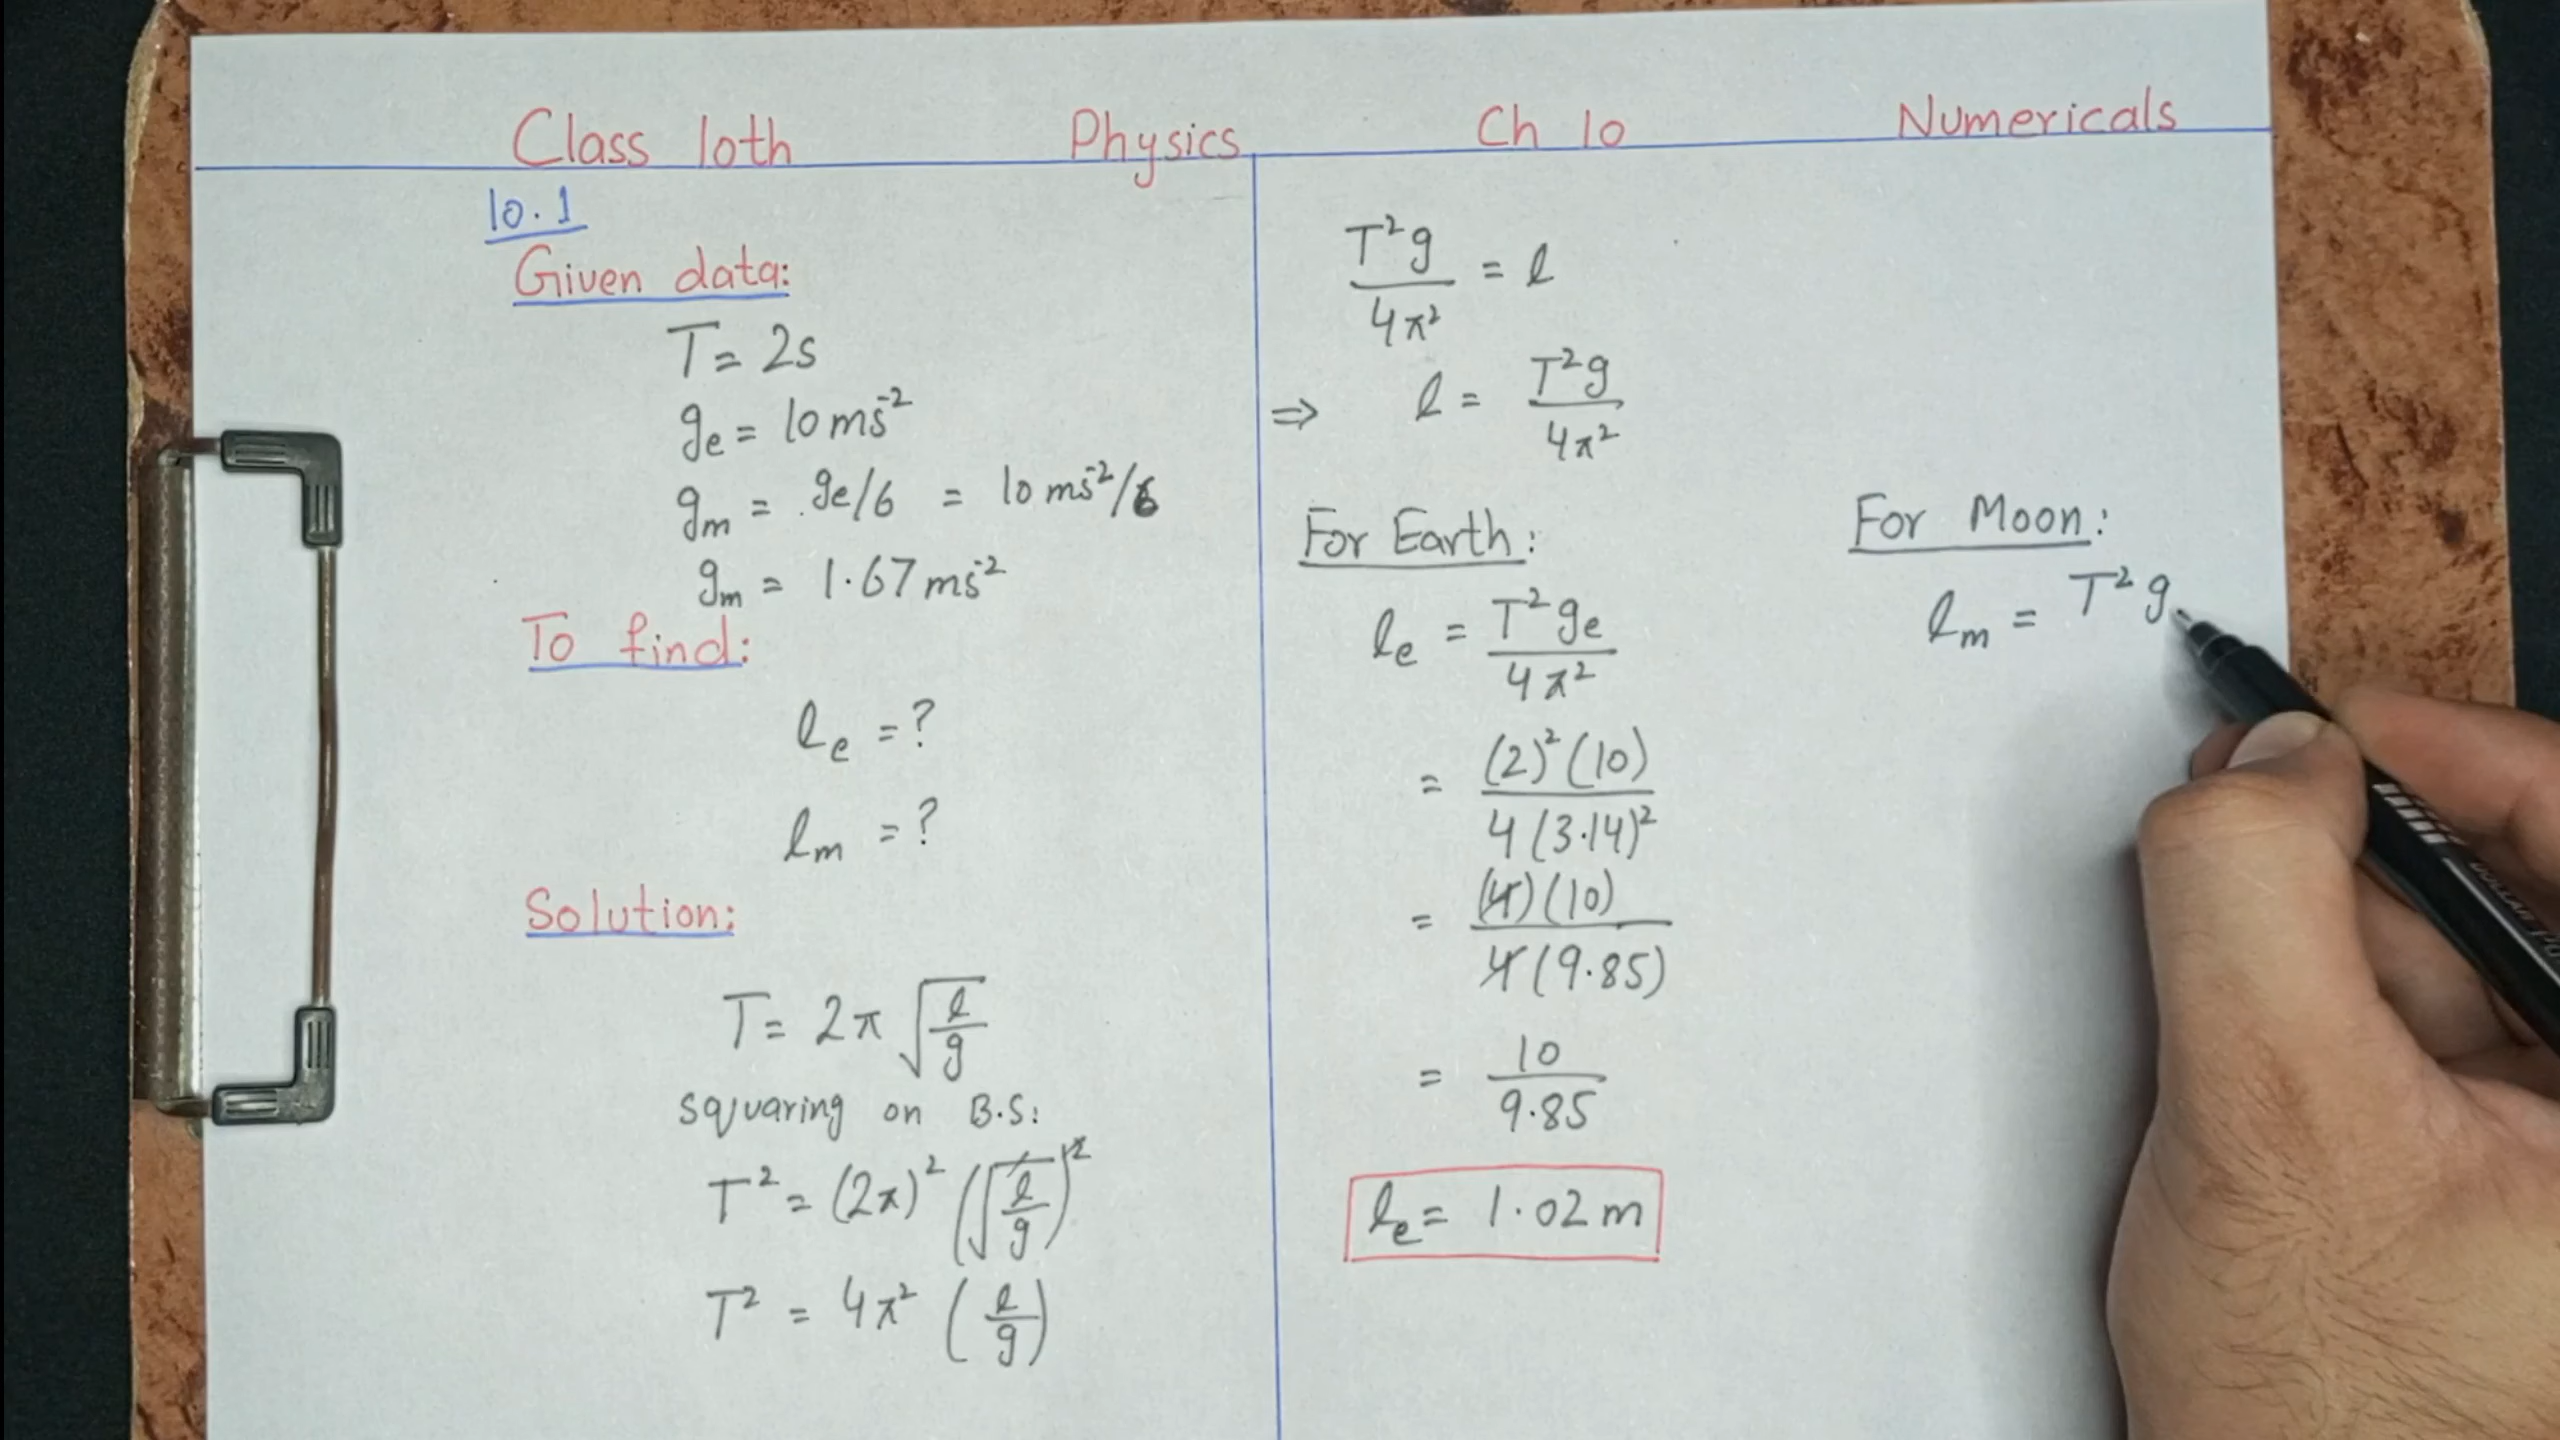 Class 10th Physics Ch 10 Numericals
10.1
Given data:
T = 2s
gₑ = 10 ms⁻²
gₘ = gₑ/6 = 10 ms⁻²/6
gₘ = 1.67 ms⁻²
To find:
ℓₑ = ?
ℓₘ = ?
Solution:
T = 2π √(ℓ/g)
squaring on B.S:
T² = (2π)² (√(ℓ/g))²
T² = 4π² (ℓ/g)
T²g/4π² = ℓ
⇒ ℓ = T²g/4π²
For Earth:
ℓₑ = T²gₑ/4π²
= (2)²(10)/4(3.14)²
= (4)(10)/4(9.85)
= 10/9.85
ℓₑ = 1.02 m
For Moon:
ℓₘ = T²g